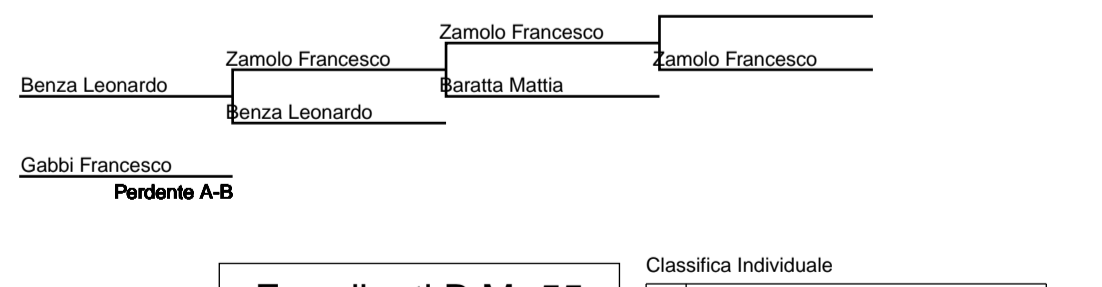 Zamolo Francesco
Zamolo Francesco
Zamolo Francesco
Benza Leonardo
Baratta Mattia
Benza Leonardo
Gabbi Francesco
Perdente A-B
Classifica Individuale